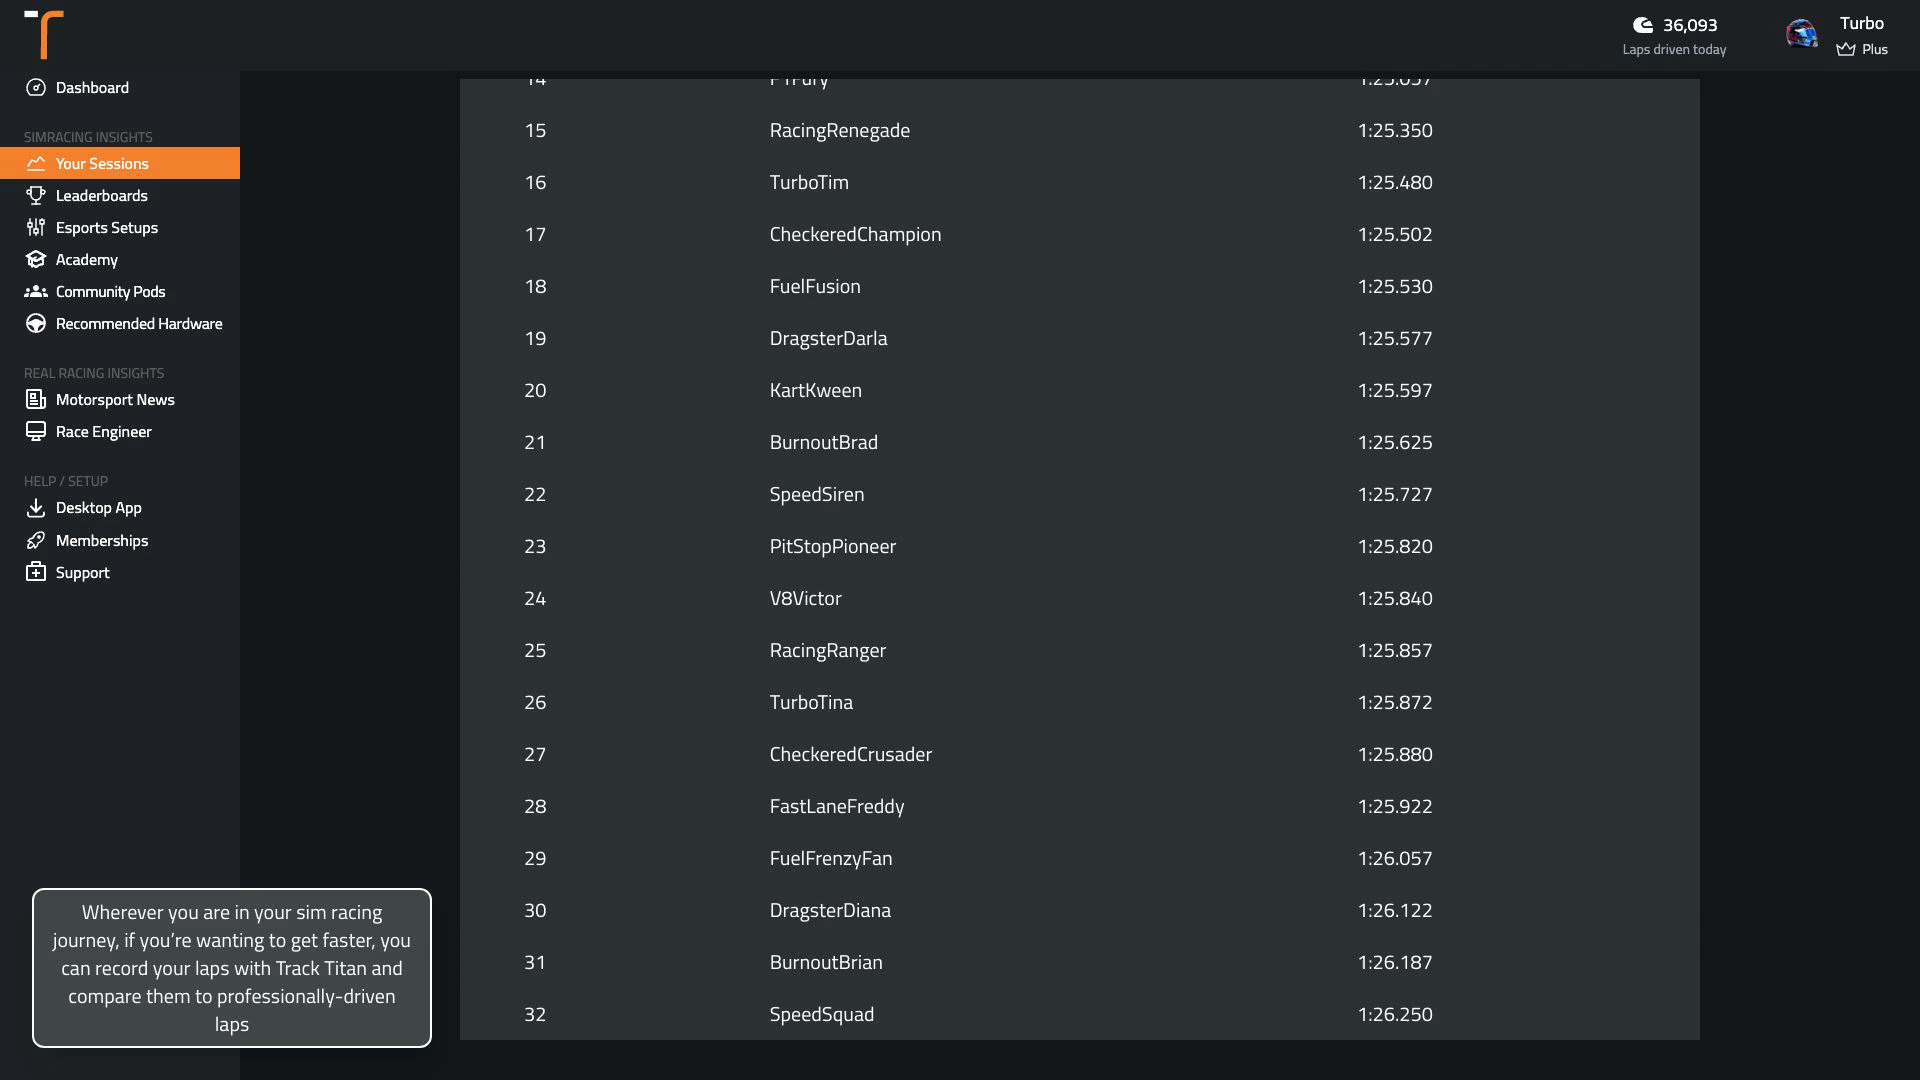 36,093
Laps driven today
Turbo
Plus
Dashboard
SIMRACING INSIGHTS
Your Sessions
Leaderboards
Esports Setups
Academy
Community Pods
Recommended Hardware
REAL RACING INSIGHTS
Motorsport News
Race Engineer
HELP / SETUP
Desktop App
Memberships
Support
14
15 RacingRenegade 1:25.350
16 TurboTim 1:25.480
17 CheckeredChampion 1:25.502
18 FuelFusion 1:25.530
19 DragsterDarla 1:25.577
20 KartKween 1:25.597
21 BurnoutBrad 1:25.625
22 SpeedSiren 1:25.727
23 PitStopPioneer 1:25.820
24 V8Victor 1:25.840
25 RacingRanger 1:25.857
26 TurboTina 1:25.872
27 CheckeredCrusader 1:25.880
28 FastLaneFreddy 1:25.922
29 FuelFrenzyFan 1:26.057
30 DragsterDiana 1:26.122
31 BurnoutBrian 1:26.187
32 SpeedSquad 1:26.250
Wherever you are in your sim racing
journey, if you’re wanting to get faster, you
can record your laps with Track Titan and
compare them to professionally-driven
laps